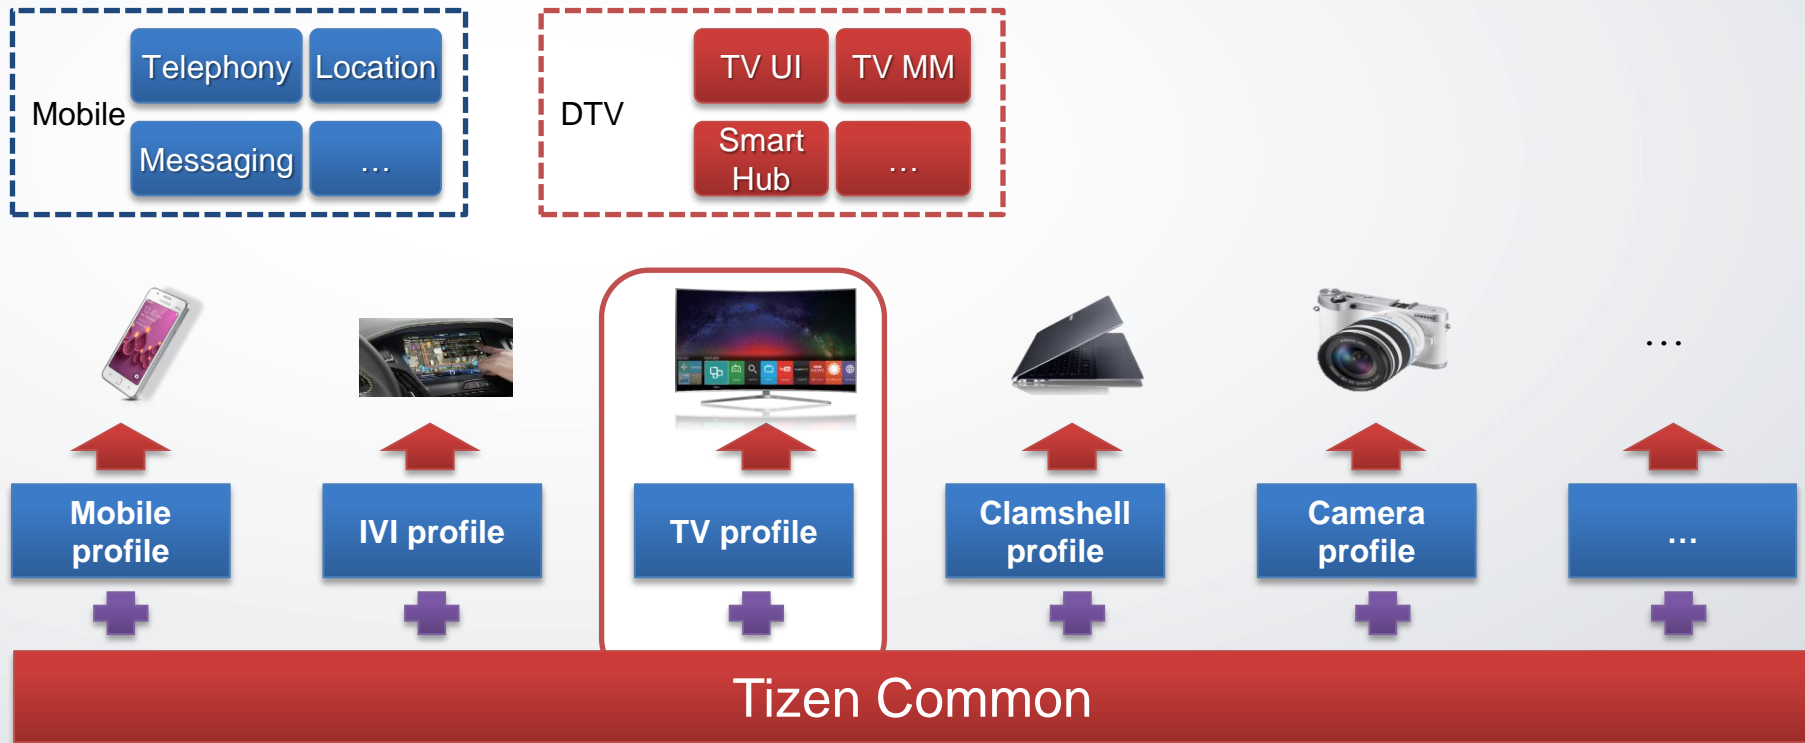 Mobile
Telephony
Location
Messaging
...
DTV
TV UI
TV MM
Smart
Hub
...
...
Mobile
profile
IVI profile
TV profile
Clamshell
profile
Camera
profile
...
Tizen Common